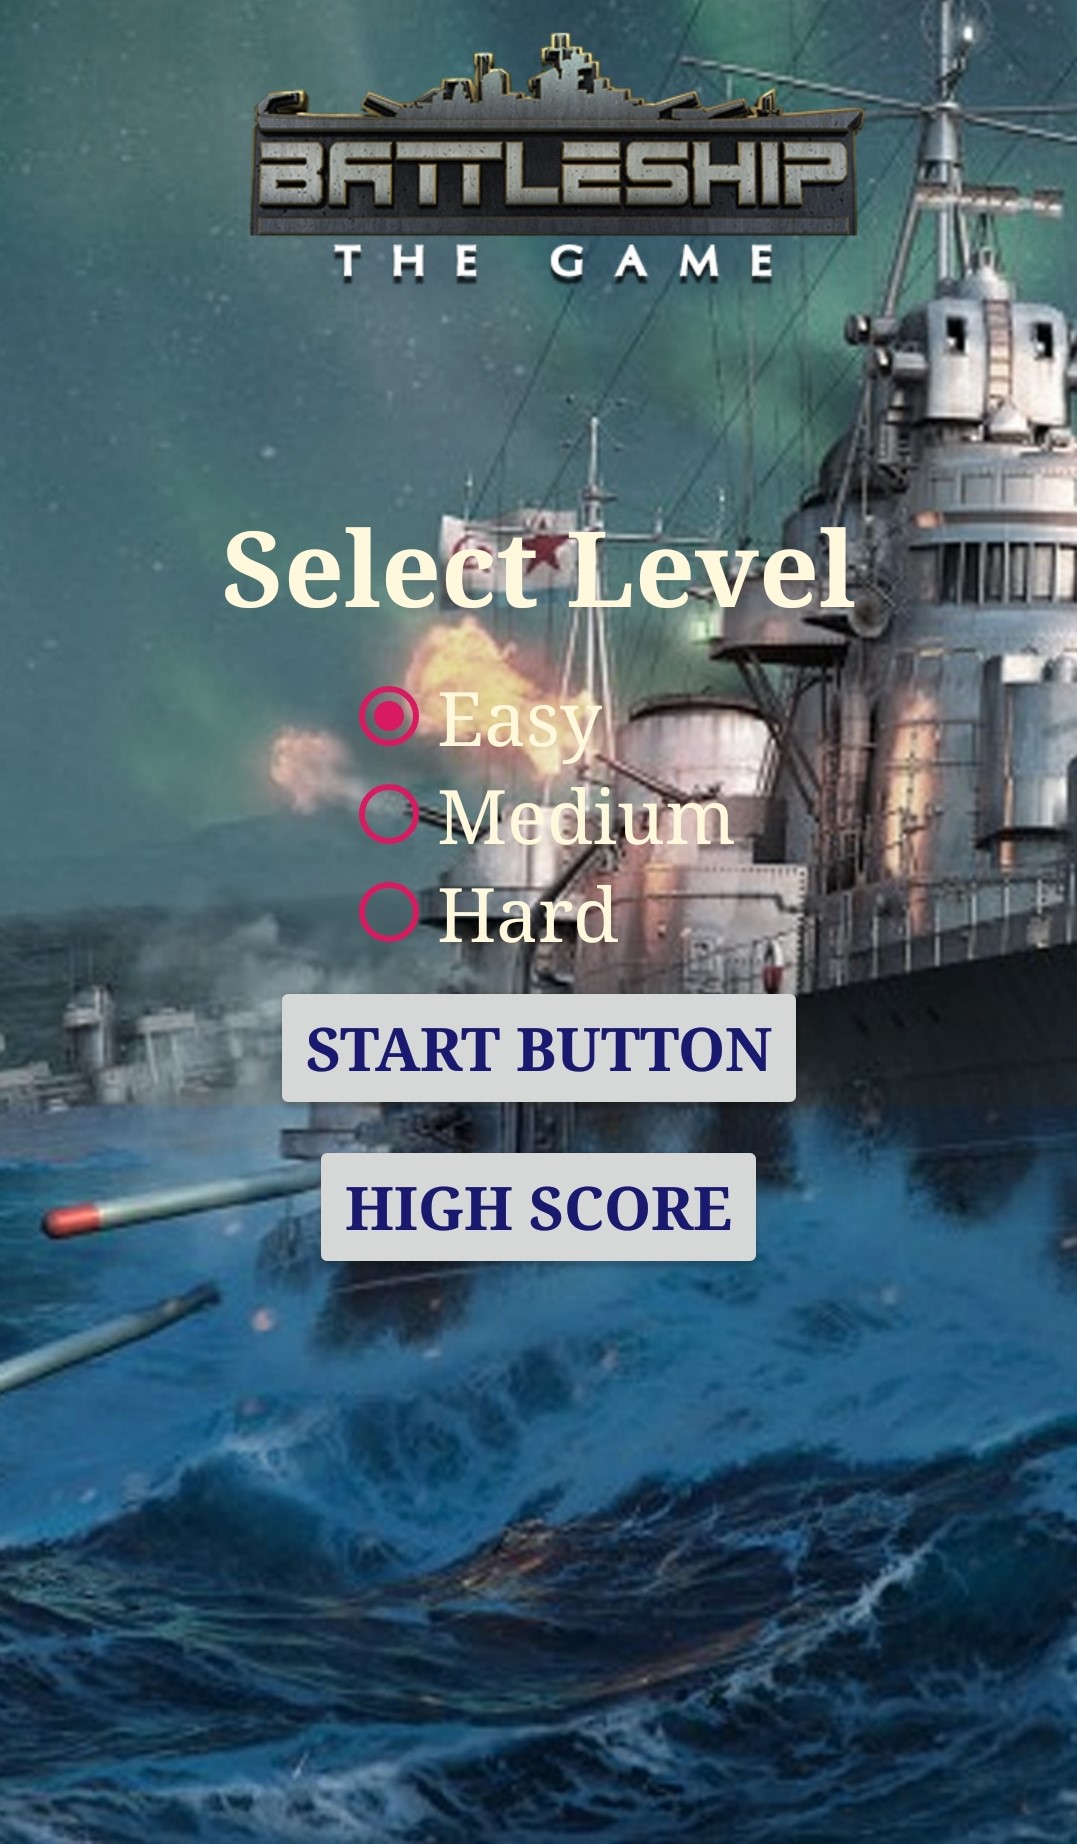 BATTLESHIP
THE GAME
Select Level
Easy
Medium
Hard
START BUTTON
HIGH SCORE